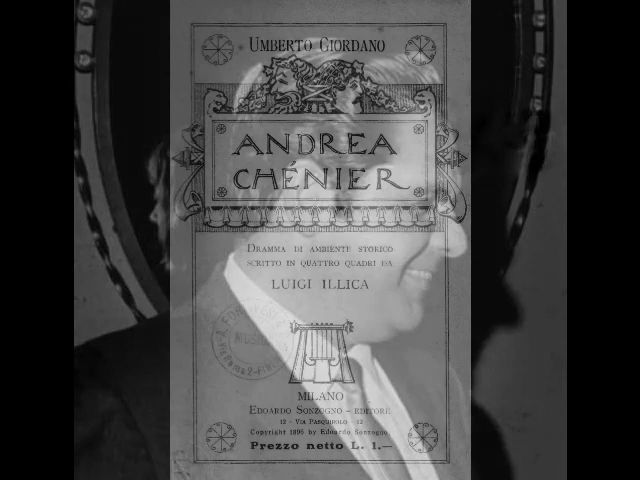 UMBERTO GIORDANO
ANDREA
CHÉNIER
DRAMMA DI AMBIENTE STORICO
SCRITTO IN QUATTRO QUADRI DA
LUIGI ILLICA
MILANO
EDOARDO SONZOGNO – EDITORE
12 – VIA PASQUIROLO – 12
Copyright 1896 by Edoardo Sonzogno
Prezzo netto L. 1.—